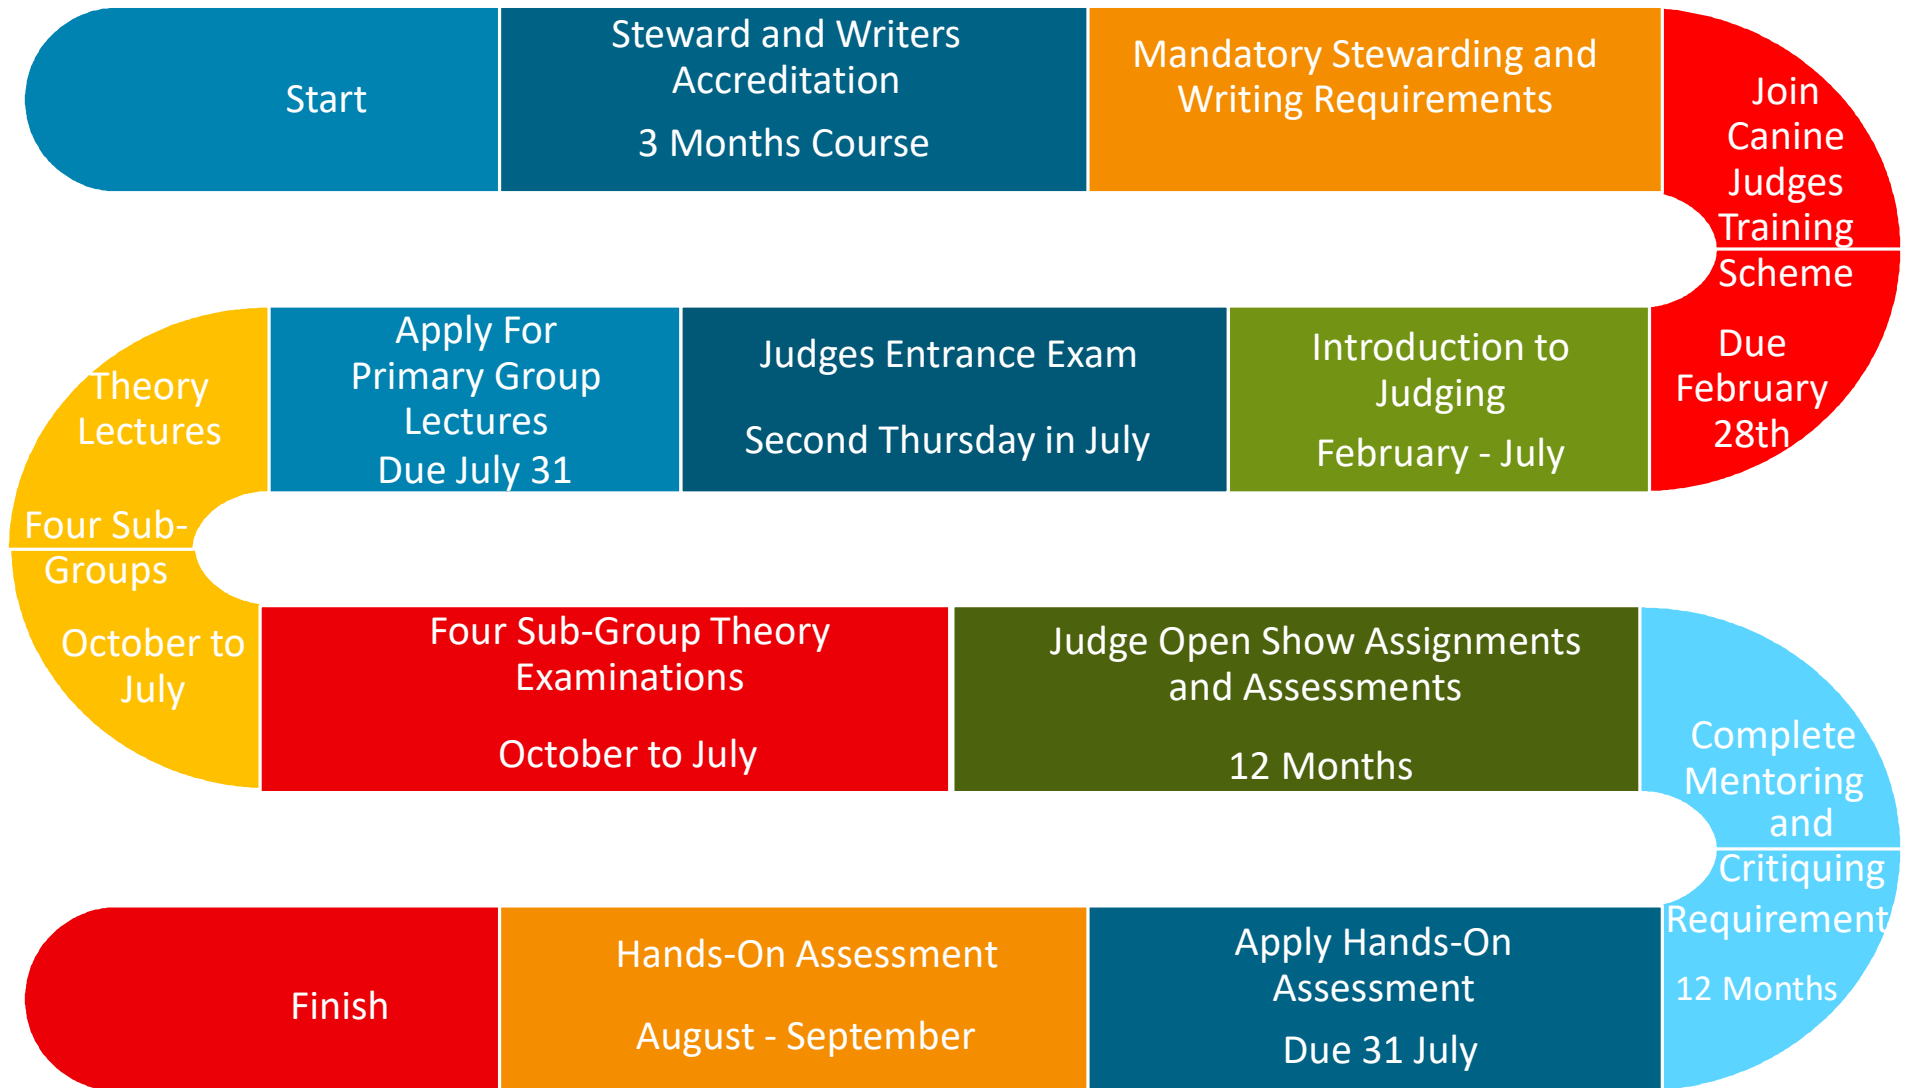 Start
Steward and Writers
Accreditation
3 Months Course
Mandatory Stewarding and
Writing Requirements
Join
Canine
Judges
Training
Scheme
Due
February
28th
Introduction to
Judging
February - July
Judges Entrance Exam
Second Thursday in July
Apply For
Primary Group
Lectures
Due July 31
Theory
Lectures
Four Sub-
Groups
October to
July
Four Sub-Group Theory
Examinations
October to July
Judge Open Show Assignments
and Assessments
12 Months
Complete
Mentoring
and
Critiquing
Requirement
12 Months
Apply Hands-On
Assessment
Due 31 July
Hands-On Assessment
August - September
Finish